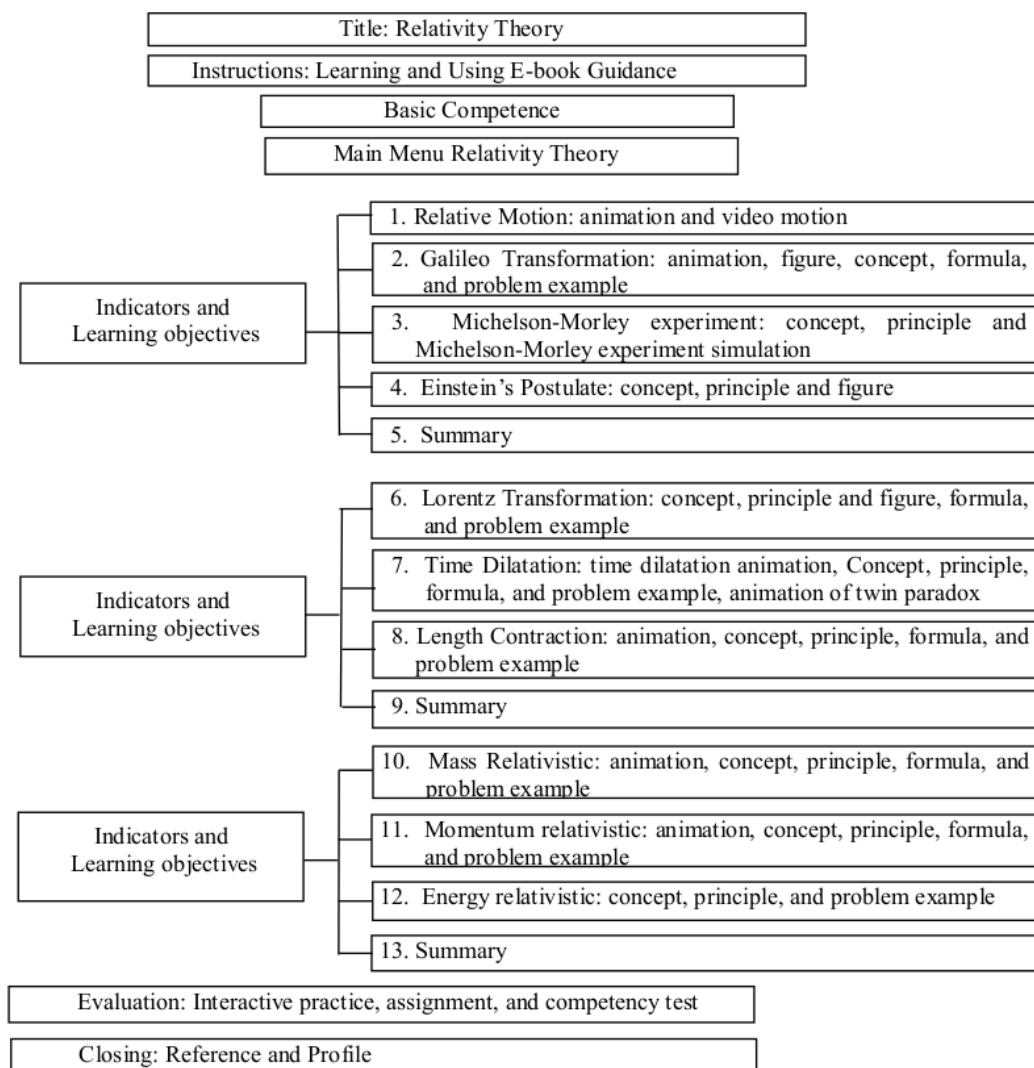 Title: Relativity Theory
Instructions: Learning and Using E-book Guidance
Basic Competence
Main Menu Relativity Theory
Indicators and
Learning objectives
1. Relative Motion: animation and video motion
2. Galileo Transformation: animation, figure, concept, formula,
and problem example
3. Michelson-Morley experiment: concept, principle and
Michelson-Morley experiment simulation
4. Einstein's Postulate: concept, principle and figure
5. Summary
Indicators and
Learning objectives
6. Lorentz Transformation: concept, principle and figure, formula,
and problem example
7. Time Dilatation: time dilatation animation, Concept, principle,
formula, and problem example, animation of twin paradox
8. Length Contraction: animation, concept, principle, formula, and
problem example
9. Summary
Indicators and
Learning objectives
10. Mass Relativistic: animation, concept, principle, formula, and
problem example
11. Momentum relativistic: animation, concept, principle, formula,
and problem example
12. Energy relativistic: concept, principle, and problem example
13. Summary
Evaluation: Interactive practice, assignment, and competency test
Closing: Reference and Profile